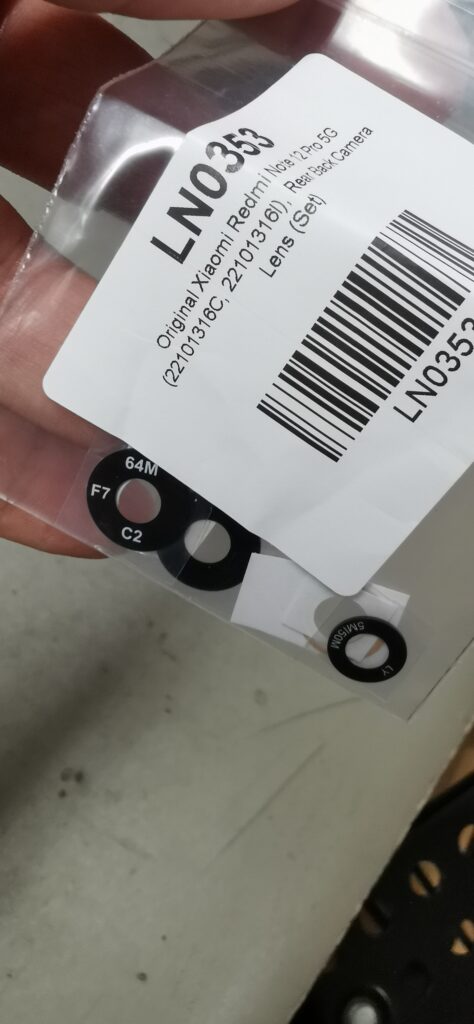 LN0353
Original Xiaomi Redmi Note 12 Pro 5G
(22101316C, 22101316I), Rear Back Camera
Lens (Set)
LN0353
64M
F7
C2
5M/50M
LY